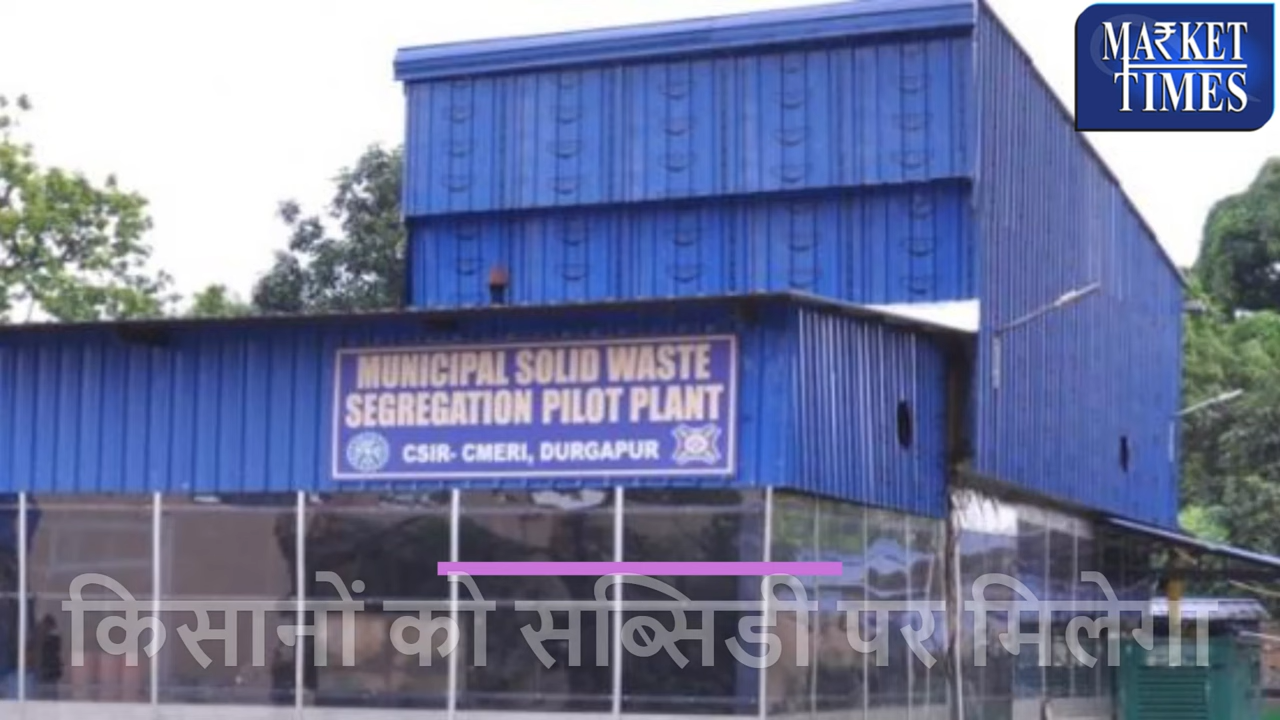 MA₹KET
TIMES
MUNICIPAL SOLID WASTE
SEGREGATION PILOT PLANT
CSIR- CMERI, DURGAPUR
किसानों को सब्सिडी पर मिलेगा